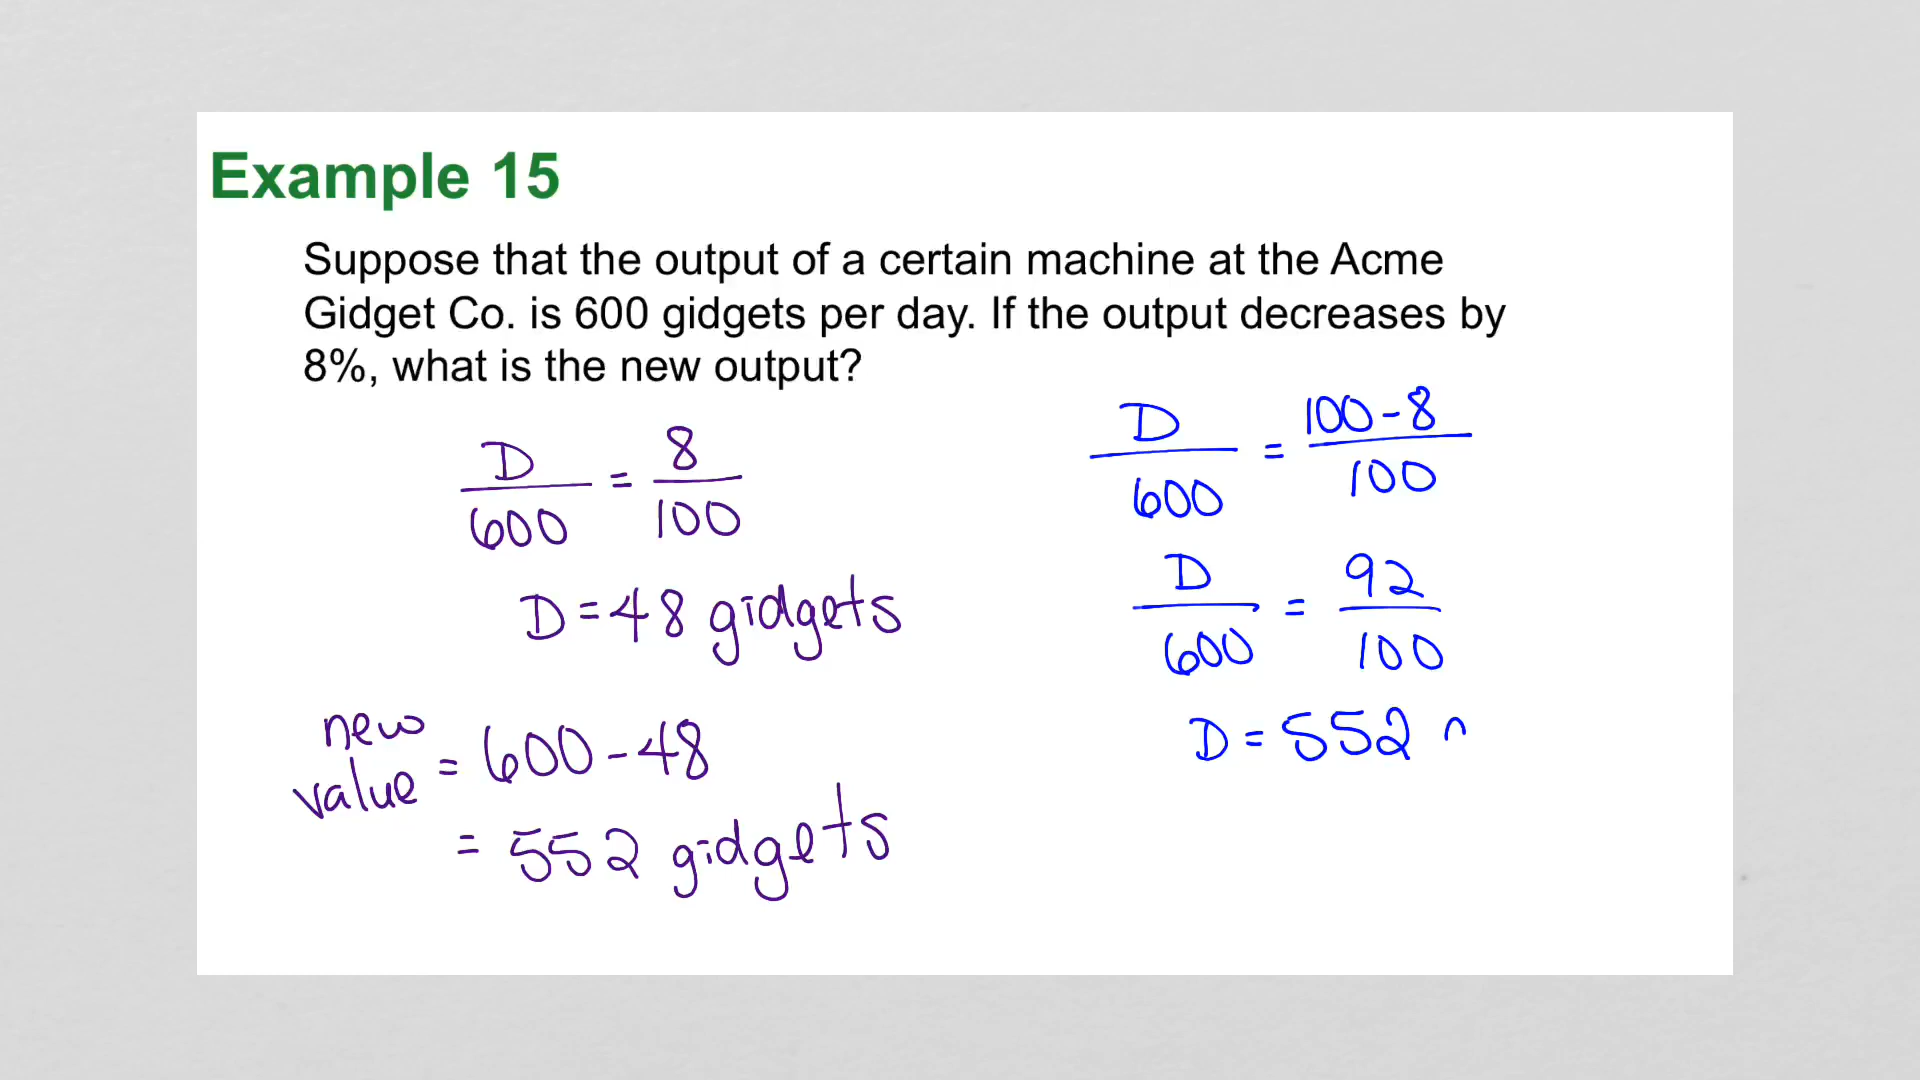 Example 15
Suppose that the output of a certain machine at the Acme
Gidget Co. is 600 gidgets per day. If the output decreases by
8%, what is the new output?
D/600 = 8/100
D = 48 gidgets
new value = 600 - 48
= 552 gidgets
D/600 = 100 - 8/100
D/600 = 92/100
D = 552